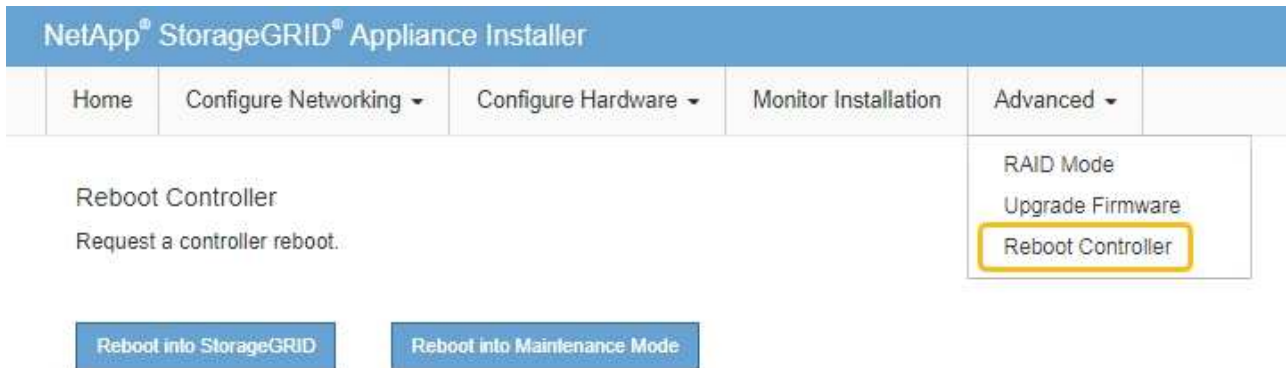 NetApp® StorageGRID® Appliance Installer
Home Configure Networking Configure Hardware Monitor Installation Advanced
RAID Mode
Upgrade Firmware
Reboot Controller
Reboot Controller
Request a controller reboot.
Reboot into StorageGRID Reboot into Maintenance Mode